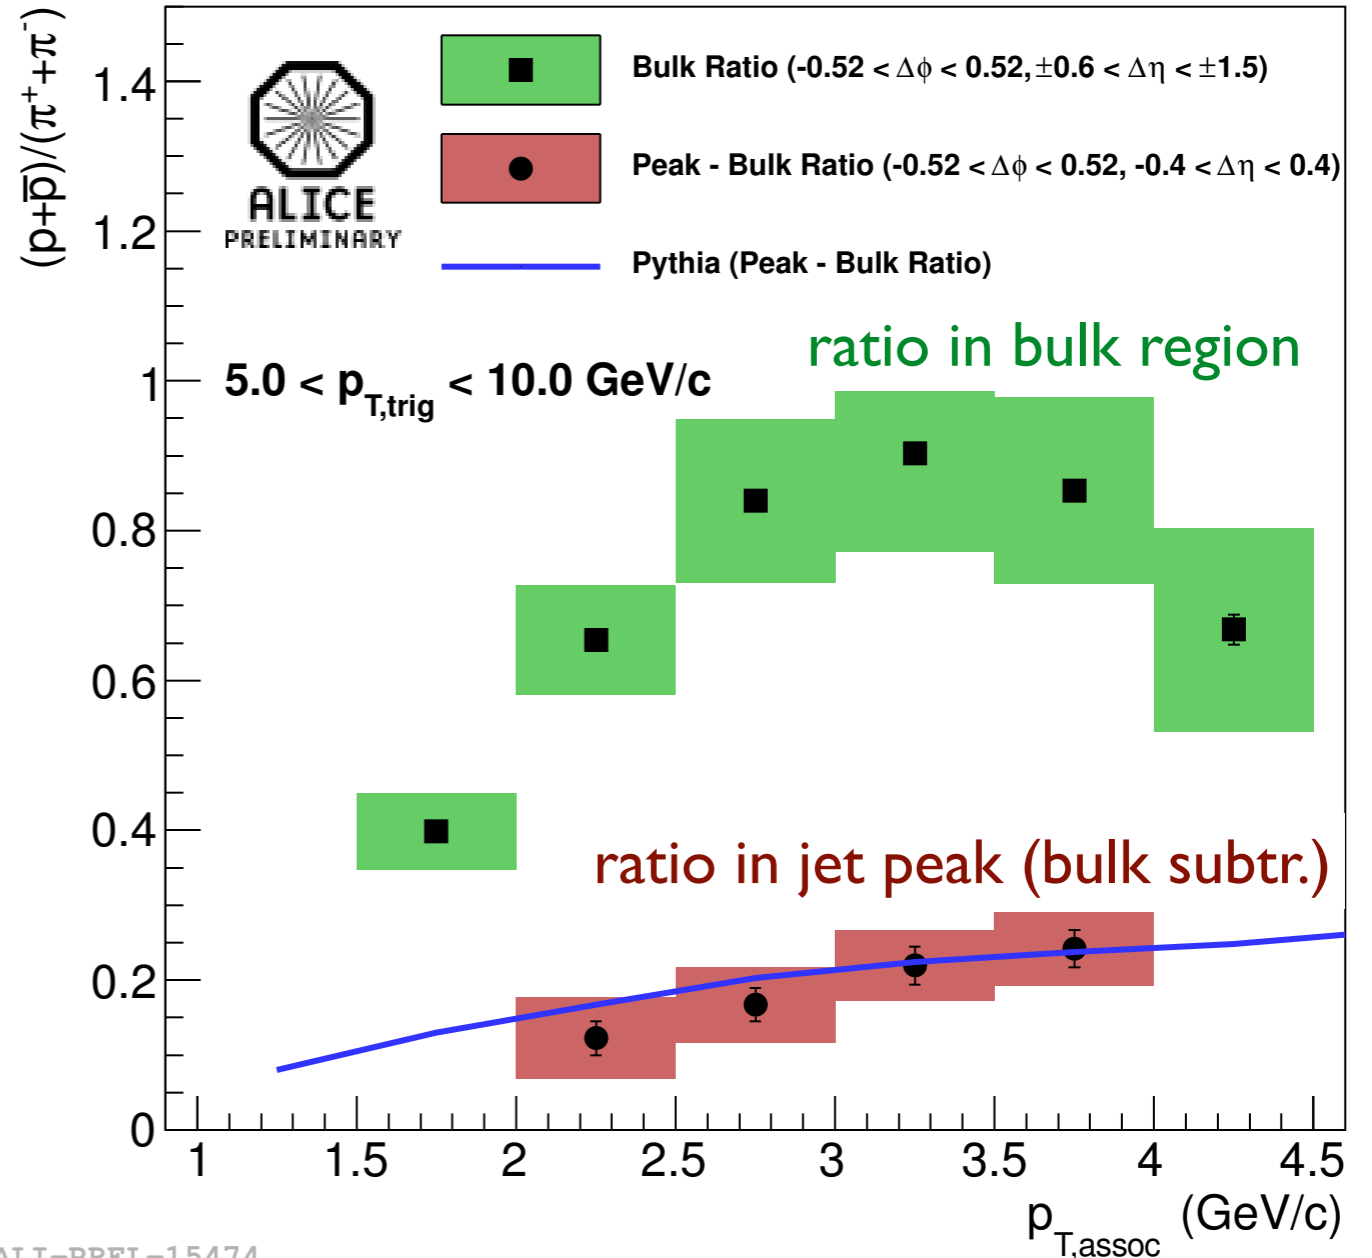 (p+p̅)/(π⁺+π⁻)
1.4
1.2
1
0.8
0.6
0.4
0.2
0
ALICE
PRELIMINARY
Bulk Ratio (-0.52 < Δϕ < 0.52, ±0.6 < Δη < ±1.5)
Peak - Bulk Ratio (-0.52 < Δϕ < 0.52, -0.4 < Δη < 0.4)
Pythia (Peak - Bulk Ratio)
ratio in bulk region
5.0 < p_T,trig < 10.0 GeV/c
ratio in jet peak (bulk subtr.)
1 1.5 2 2.5 3 3.5 4 4.5
p_T,assoc (GeV/c)
ALI-PREL-15474